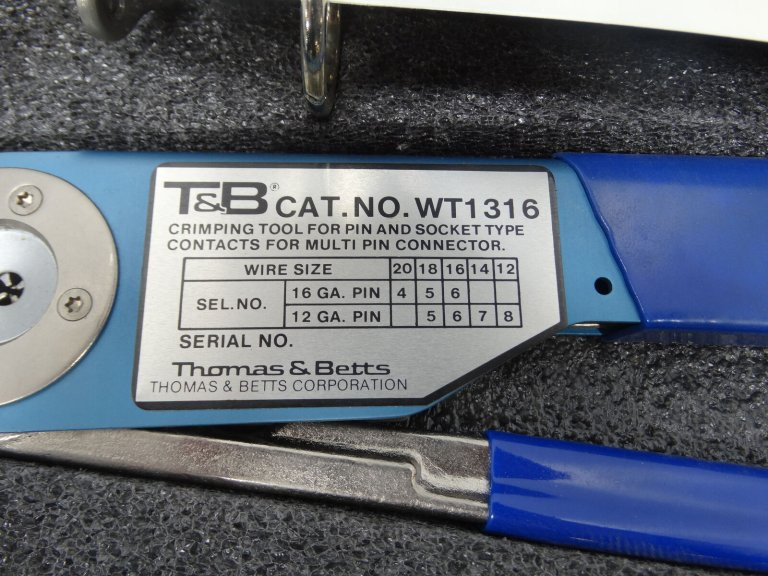 T&B® CAT.NO. WT1316
CRIMPING TOOL FOR PIN AND SOCKET TYPE
CONTACTS FOR MULTI PIN CONNECTOR.
WIRE SIZE 20 18 16 14 12
SEL.NO. 16 GA. PIN 4 5 6
12 GA. PIN 5 6 7 8
SERIAL NO.
Thomas & Betts
THOMAS & BETTS CORPORATION